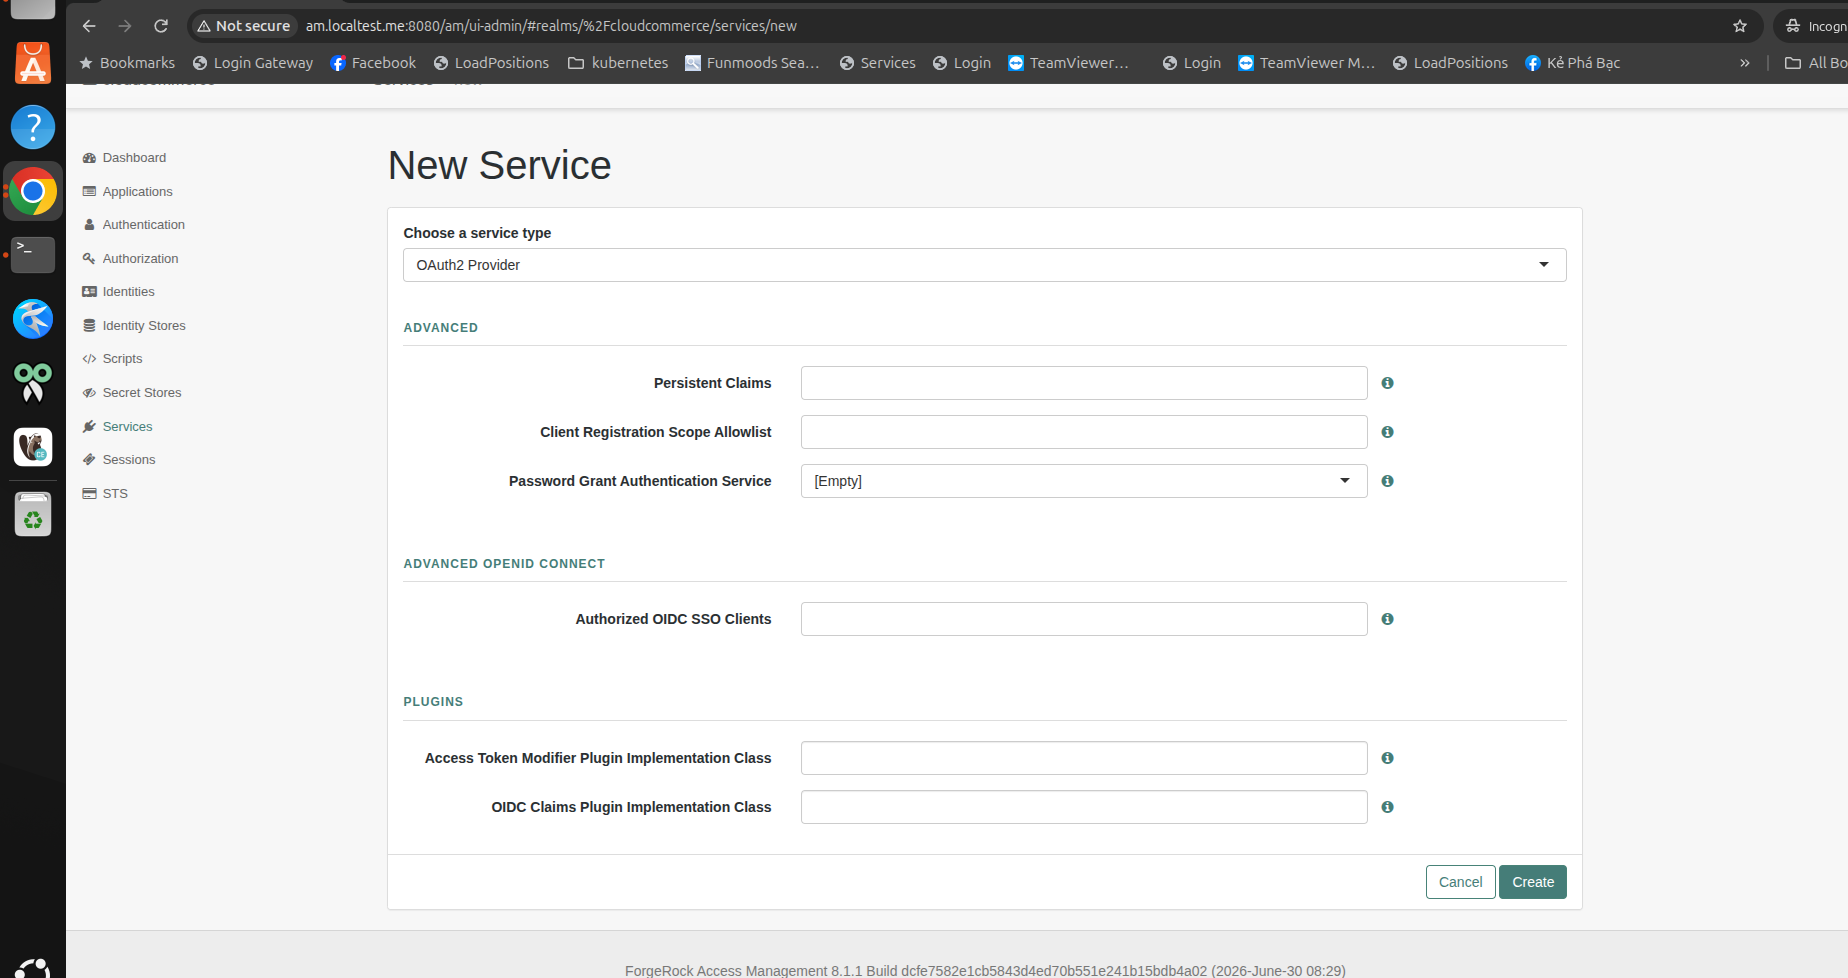 Not secure am.localtest.me:8080/am/ui-admin/#realms/%2Fcloudcommerce/services/new Incogn
Bookmarks Login Gateway Facebook LoadPositions kubernetes Funmoods Sea... Services Login TeamViewer... Login TeamViewer M... LoadPositions Kẻ Phá Bạc » All Bo
Dashboard
Applications
Authentication
Authorization
Identities
Identity Stores
Scripts
Secret Stores
Services
Sessions
STS
New Service
Choose a service type
OAuth2 Provider
ADVANCED
Persistent Claims
Client Registration Scope Allowlist
Password Grant Authentication Service [Empty]
ADVANCED OPENID CONNECT
Authorized OIDC SSO Clients
PLUGINS
Access Token Modifier Plugin Implementation Class
OIDC Claims Plugin Implementation Class
Cancel Create
ForgeRock Access Management 8.1.1 Build dcfe7582e1cb5843d4ed70b551e241b15bdb4a02 (2026-June-30 08:29)